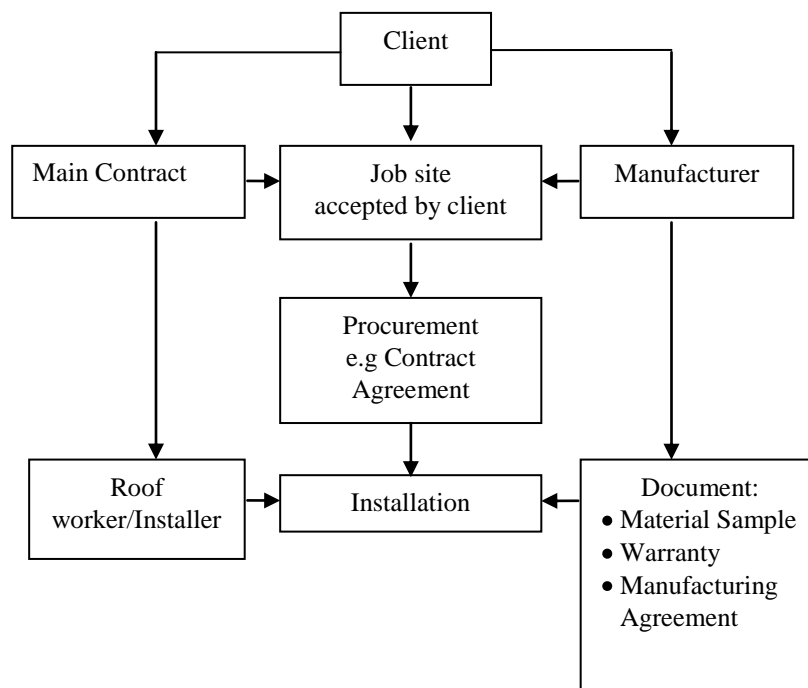 Client
Main Contract
Job site
accepted by client
Manufacturer
Procurement
e.g Contract
Agreement
Roof
worker/Installer
Installation
Document:
• Material Sample
• Warranty
• Manufacturing
Agreement